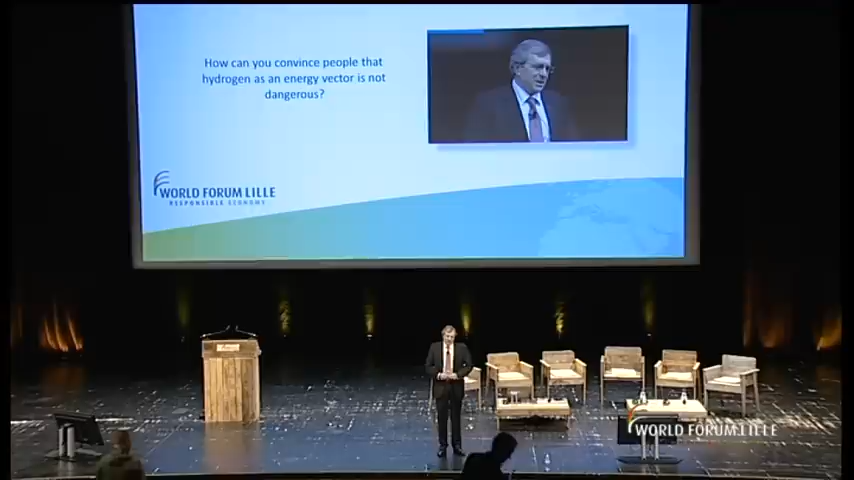 How can you convince people that
hydrogen as an energy vector is not
dangerous?
WORLD FORUM LILLE
RESPONSIBLE ECONOMY
WORLD FORUM LILLE